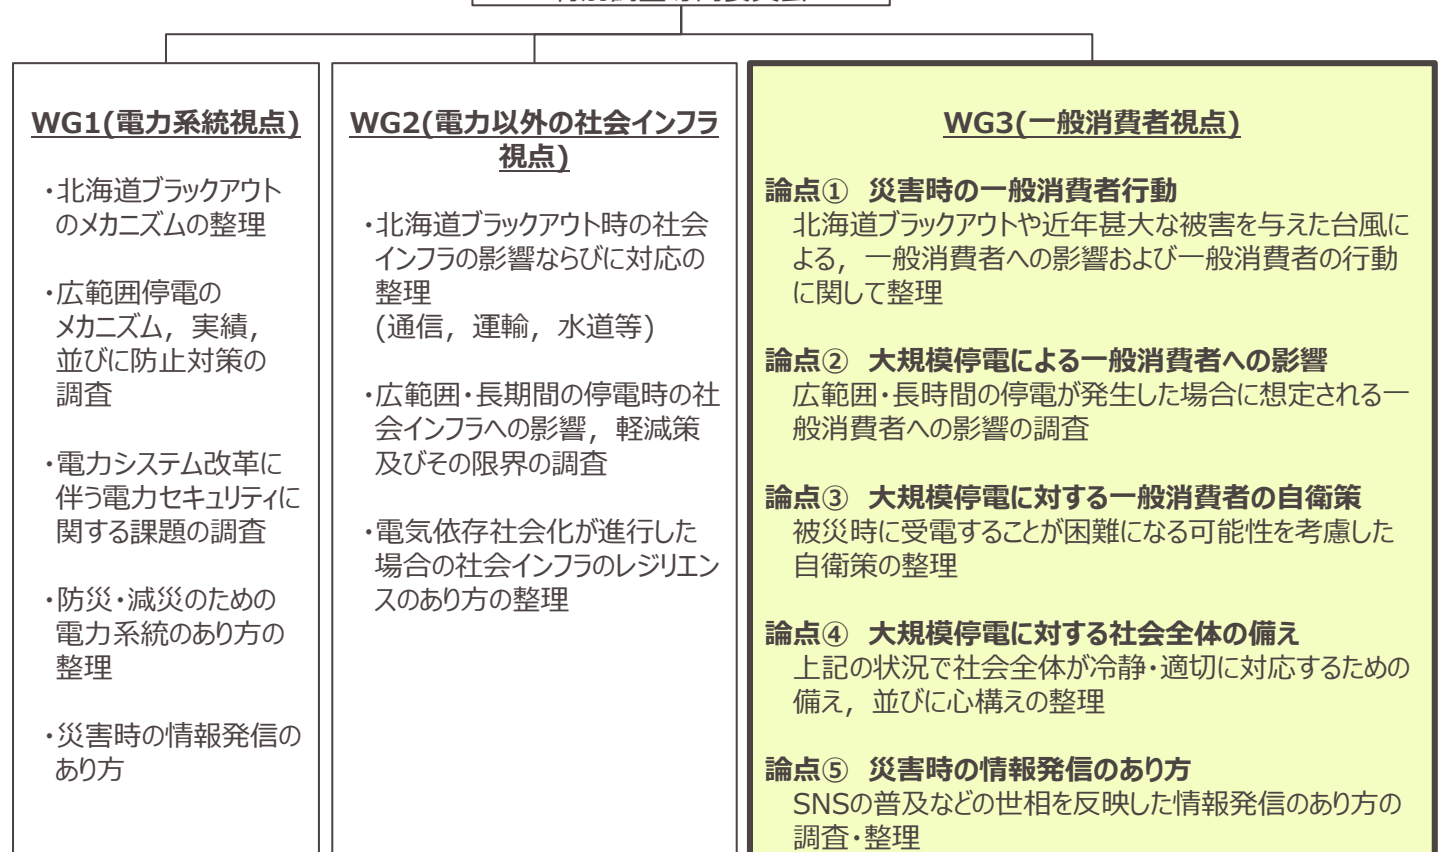 WG1(電力系統視点)
・北海道ブラックアウト
のメカニズムの整理
・広範囲停電の
メカニズム，実績，
並びに防止対策の
調査
・電力システム改革に
伴う電力セキュリティに
関する課題の調査
・防災・減災のための
電力系統のあり方の
整理
・災害時の情報発信の
あり方
WG2(電力以外の社会インフラ
視点)
・北海道ブラックアウト時の社会
インフラの影響ならびに対応の
整理
(通信，運輸，水道等)
・広範囲・長期間の停電時の社
会インフラへの影響，軽減策
及びその限界の調査
・電気依存社会化が進行した
場合の社会インフラのレジリエン
スのあり方の整理
WG3(一般消費者視点)
論点①　災害時の一般消費者行動
北海道ブラックアウトや近年甚大な被害を与えた台風に
よる，一般消費者への影響および一般消費者の行動
に関して整理
論点②　大規模停電による一般消費者への影響
広範囲・長時間の停電が発生した場合に想定される一
般消費者への影響の調査
論点③　大規模停電に対する一般消費者の自衛策
被災時に受電することが困難になる可能性を考慮した
自衛策の整理
論点④　大規模停電に対する社会全体の備え
上記の状況で社会全体が冷静・適切に対応するための
備え，並びに心構えの整理
論点⑤　災害時の情報発信のあり方
SNSの普及などの世相を反映した情報発信のあり方の
調査・整理